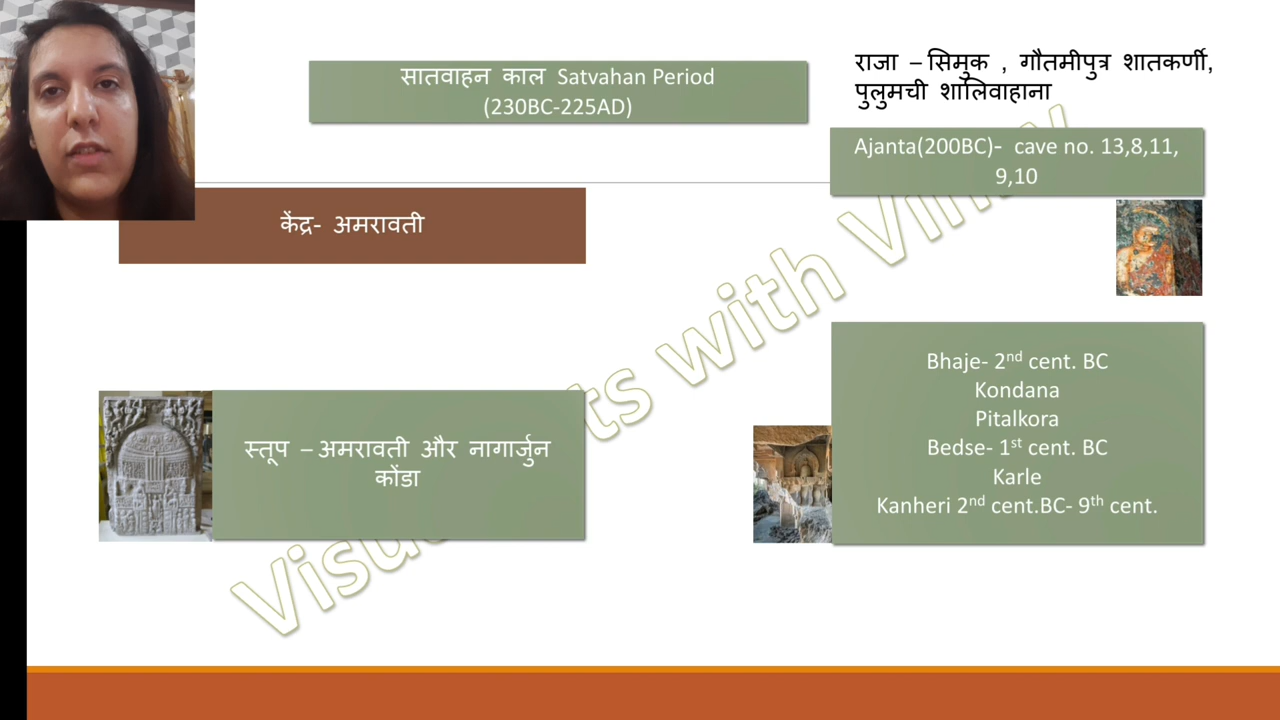 सातवाहन काल Satvahan Period
(230BC-225AD)
राजा – सिमुक , गौतमीपुत्र शातकर्णी,
पुलुमची शालिवाहाना
Ajanta(200BC)- cave no. 13,8,11,
9,10
केंद्र- अमरावती
स्तूप – अमरावती और नागार्जुन
कोंडा
Bhaje- 2nd cent. BC
Kondana
Pitalkora
Bedse- 1st cent. BC
Karle
Kanheri 2nd cent.BC- 9th cent.
with